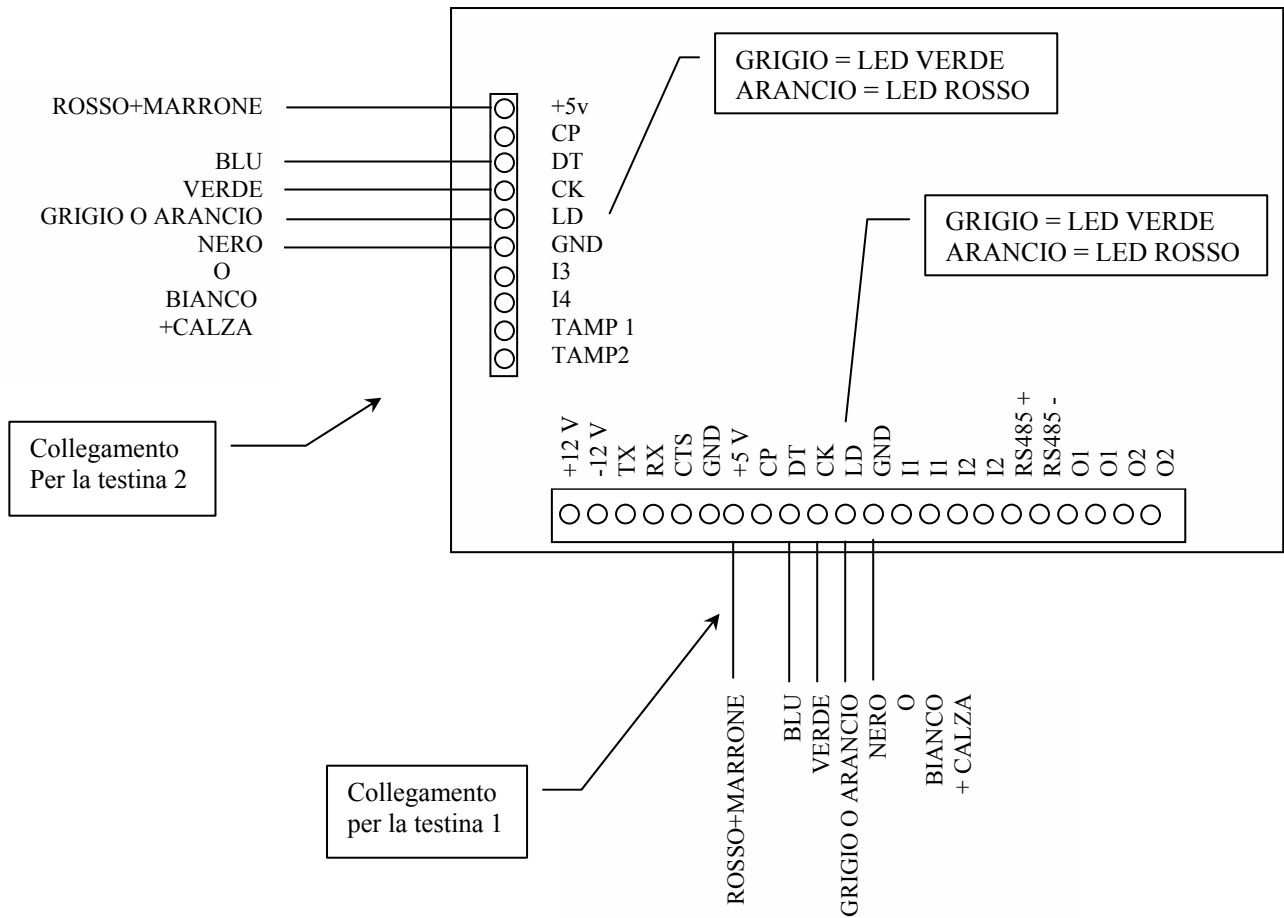 GRIGIO = LED VERDE
ARANCIO = LED ROSSO
ROSSO+MARRONE
BLU
VERDE
GRIGIO O ARANCIO
NERO
O
BIANCO
+CALZA
+5v
CP
DT
CK
LD
GND
I3
I4
TAMP 1
TAMP2
GRIGIO = LED VERDE
ARANCIO = LED ROSSO
Collegamento
Per la testina 2
+12 V
-12 V
TX
RX
CTS
GND
+5 V
CP
DT
CK
LD
GND
I1
I1
I2
I2
RS485 +
RS485 -
O1
O1
O2
O2
Collegamento
per la testina 1
ROSSO+MARRONE
BLU
VERDE
GRIGIO O ARANCIO
NERO
O
BIANCO
+ CALZA